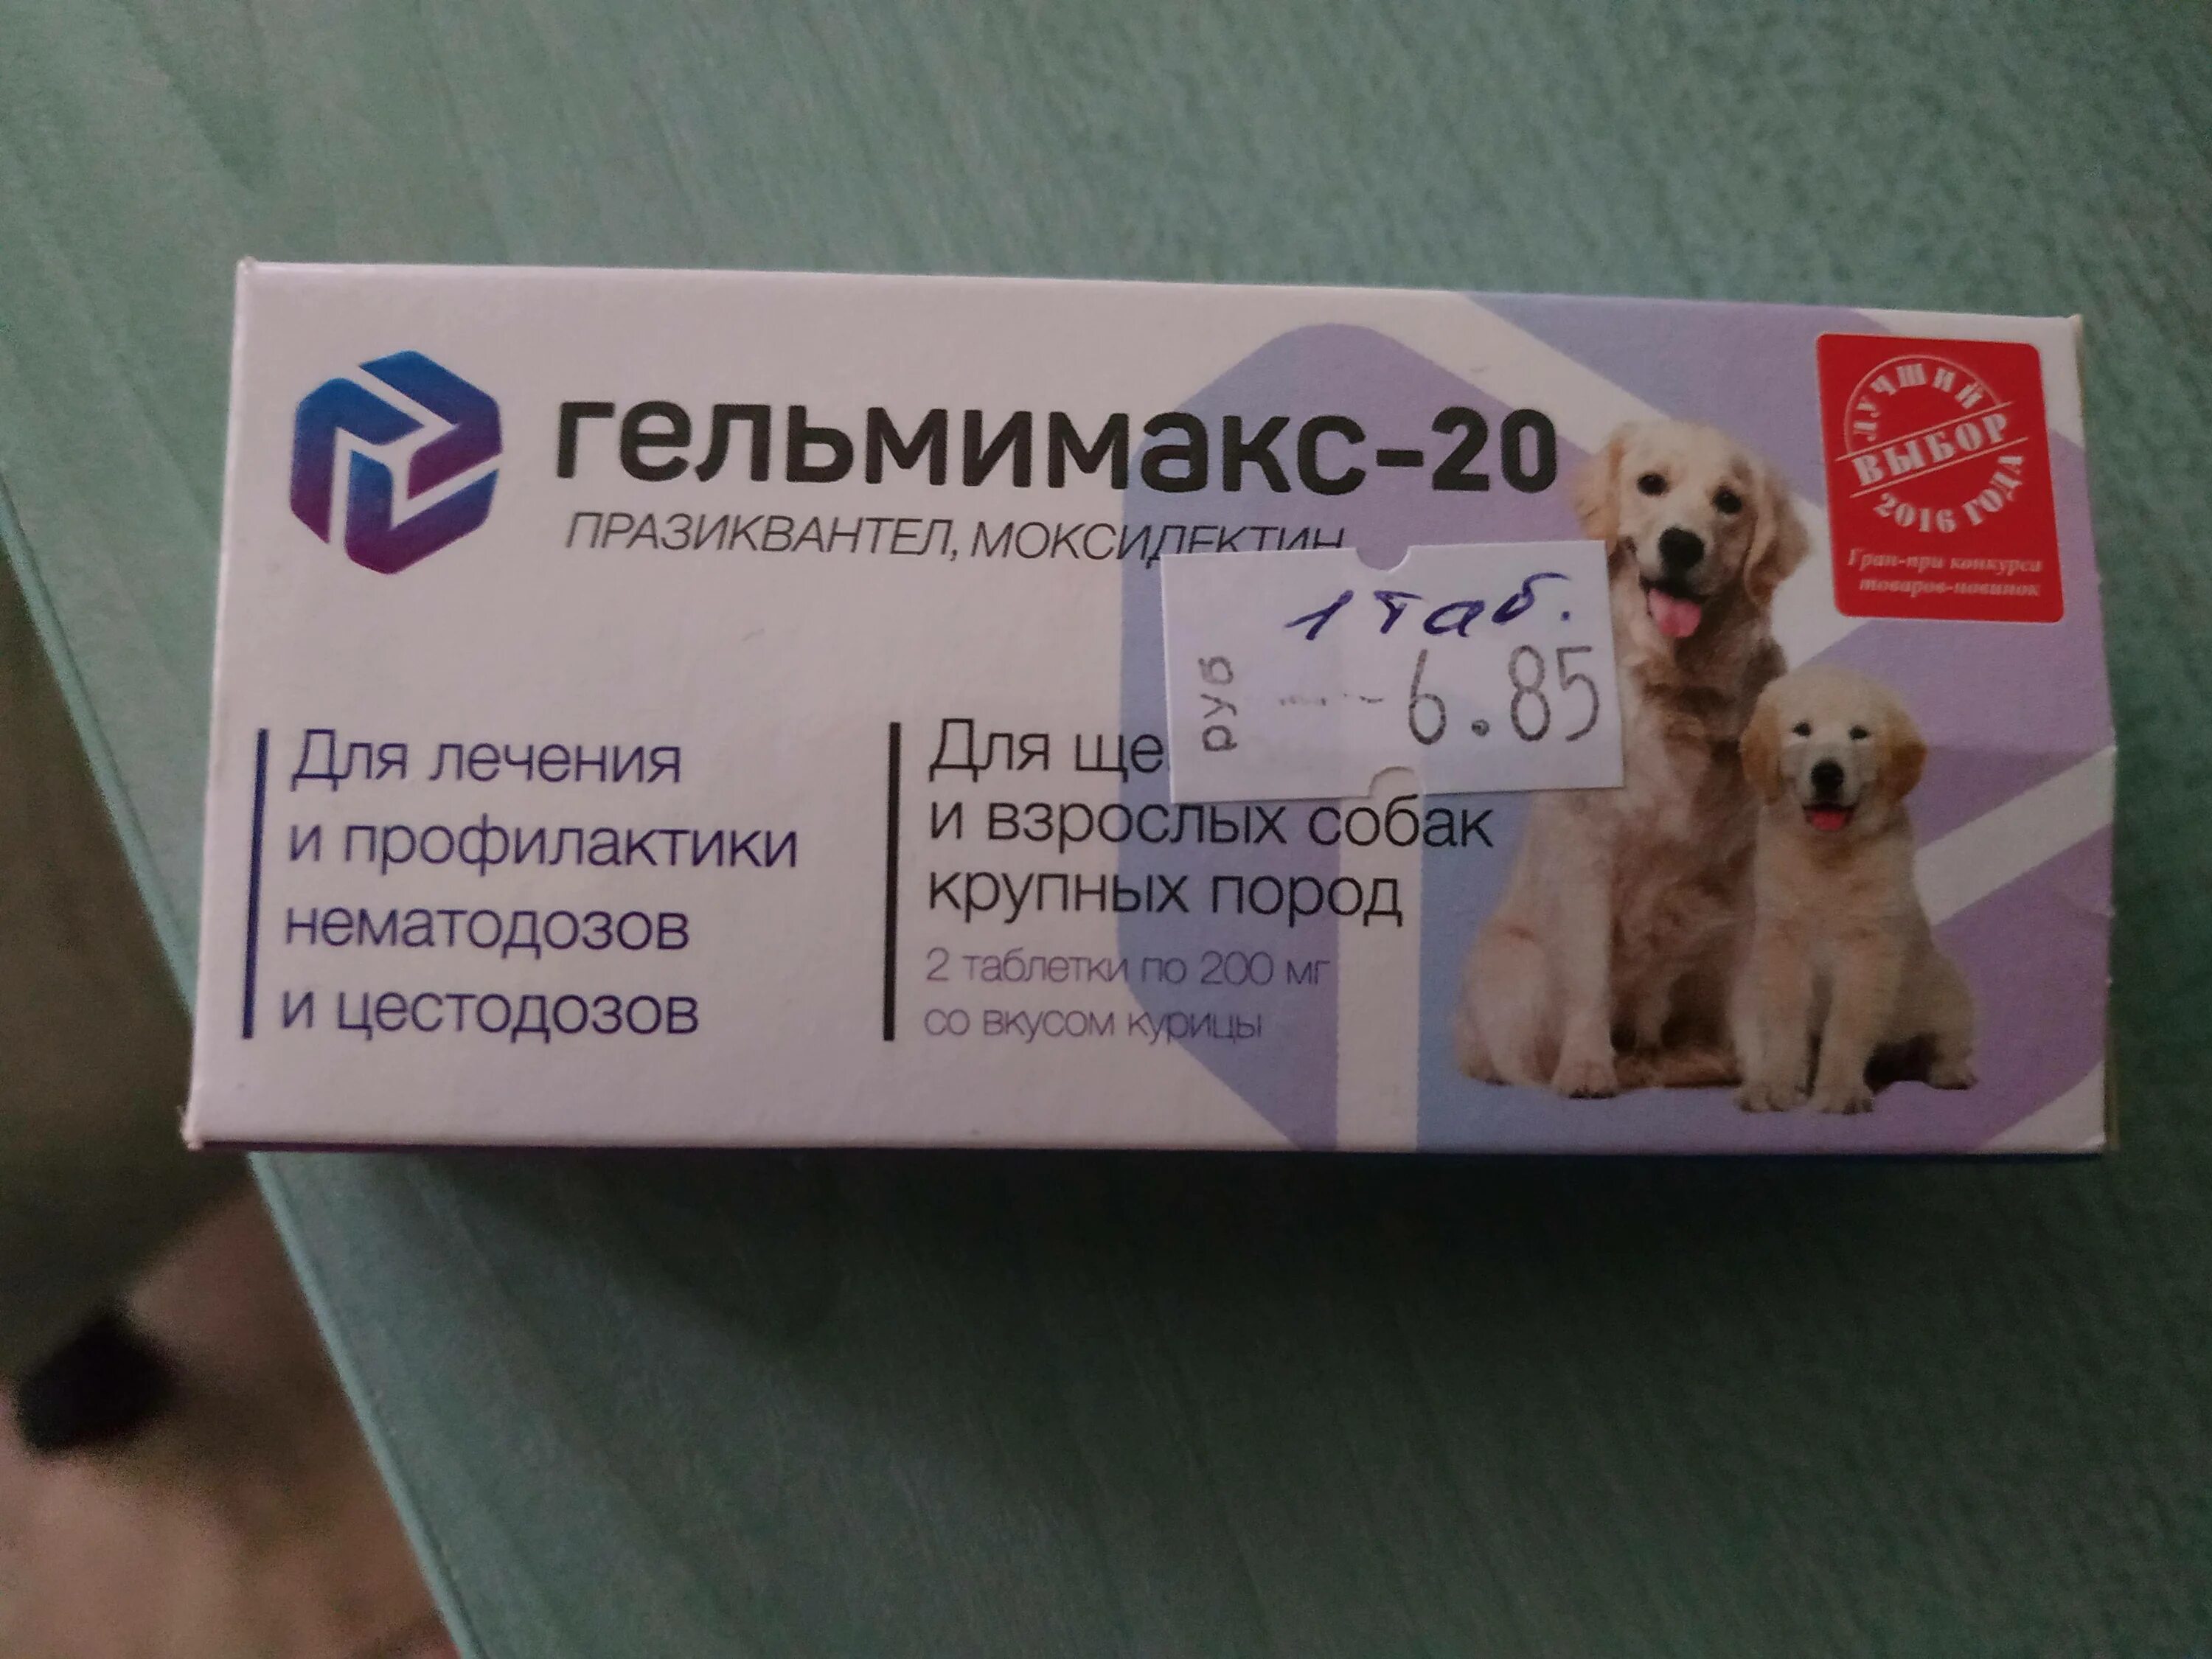 гельмимакс-20
ПРАЗИКВАНТЕЛ, МОКСИДЕКТИН
ЛУЧШИЙ
ВЫБОР
2016 ГОДА
Гран-при конкурса
товаров-новинок
1 таб.
руб
6.85
Для лечения
и профилактики
нематодозов
и цестодозов
Для ще
и взрослых собак
крупных пород
2 таблетки по 200 мг
со вкусом курицы